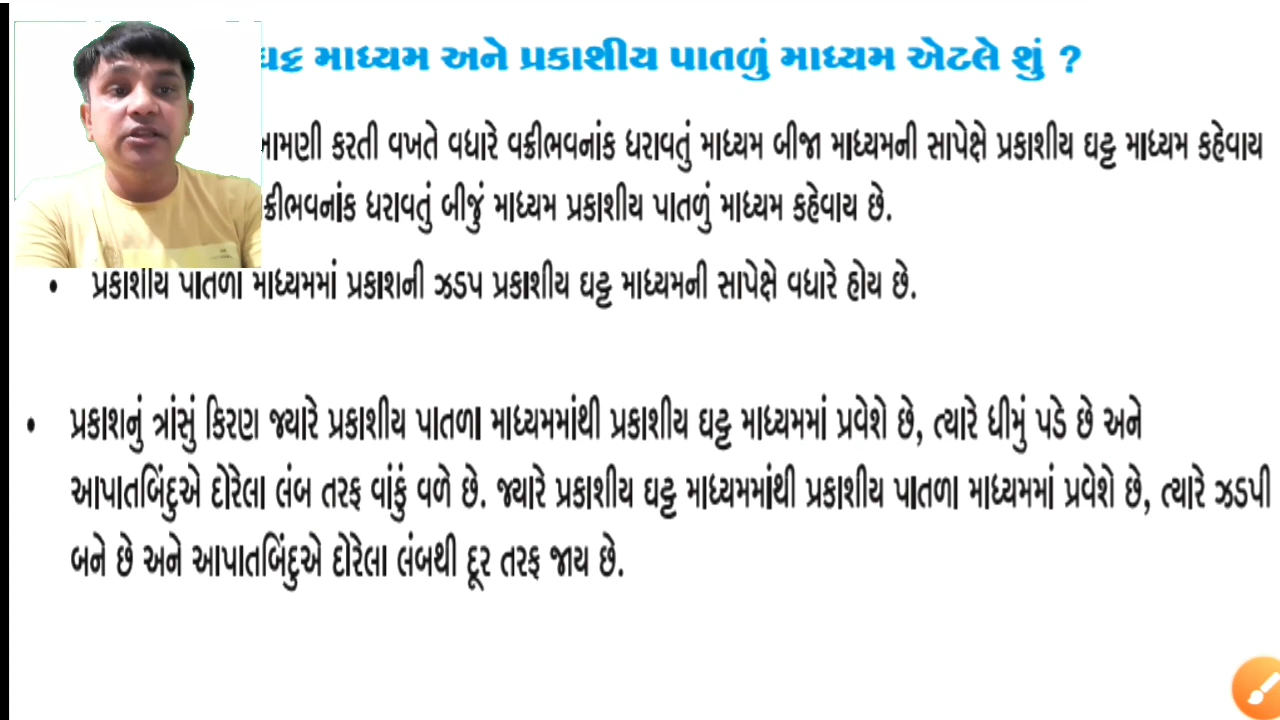 ઘટ્ટ માધ્યમ અને પ્રકાશીય પાતળું માધ્યમ એટલે શું ?
કરતી વખતે વધારે વક્રીભવનાંક ધરાવતું માધ્યમ બીજા માધ્યમની સાપેક્ષે પ્રકાશીય ઘટ્ટ માધ્યમ કહેવાય
ધરાવતું બીજું માધ્યમ પ્રકાશીય પાતળું માધ્યમ કહેવાય છે.
• પ્રકાશીય પાતળા માધ્યમમાં પ્રકાશની ઝડપ પ્રકાશીય ઘટ્ટ માધ્યમની સાપેક્ષે વધારે હોય છે.
• પ્રકાશનું ત્રાંસું કિરણ જ્યારે પ્રકાશીય પાતળા માધ્યમમાંથી પ્રકાશીય ઘટ્ટ માધ્યમમાં પ્રવેશે છે, ત્યારે ધીમું પડે છે અને
આપાતબિંદુએ દોરેલા લંબ તરફ વાંકું વળે છે. જ્યારે પ્રકાશીય ઘટ્ટ માધ્યમમાંથી પ્રકાશીય પાતળા માધ્યમમાં પ્રવેશે છે, ત્યારે ઝડપી
બને છે અને આપાતબિંદુએ દોરેલા લંબથી દૂર તરફ જાય છે.